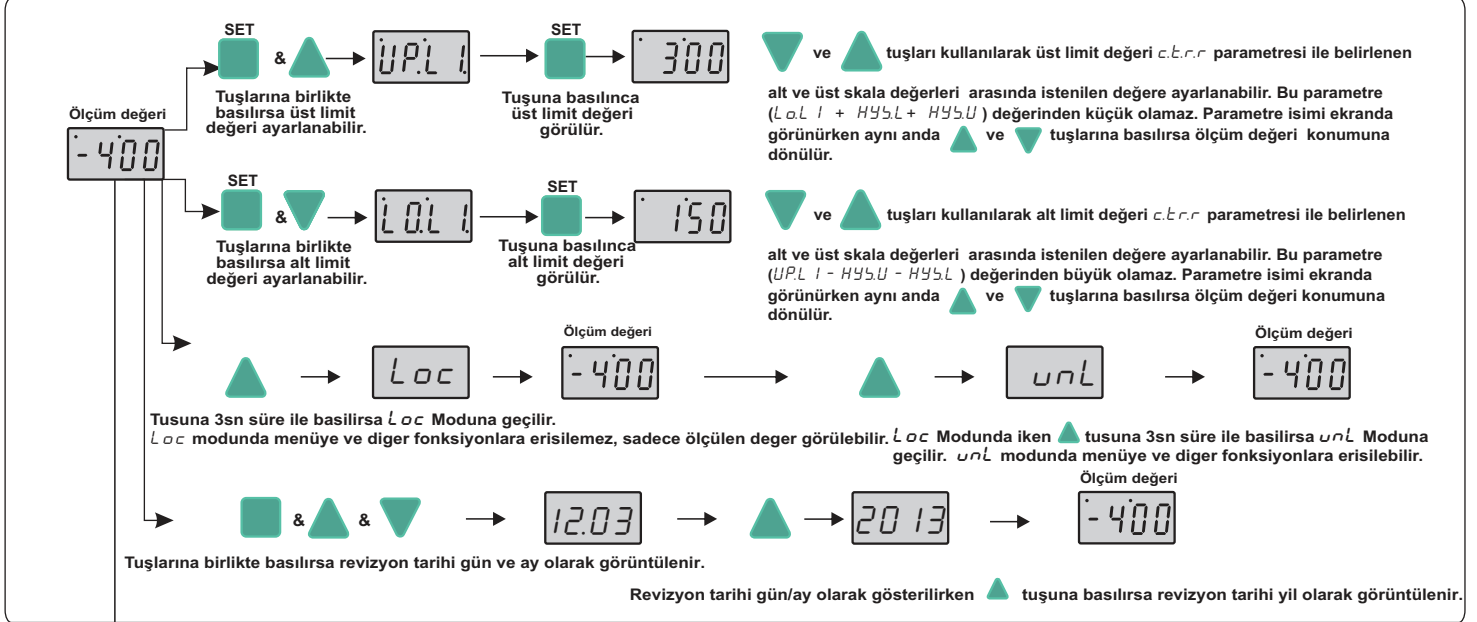 SET
&
UP.L 1.
SET
300
Tuşlarına birlikte
basılırsa üst limit
değeri ayarlanabilir.
Tuşuna basılınca
üst limit değeri
görülür.
ve tuşları kullanılarak üst limit değeri c.t.r.r parametresi ile belirlenen
alt ve üst skala değerleri arasında istenilen değere ayarlanabilir. Bu parametre
(Lo.L 1 + HYS.L + HYS.U ) değerinden küçük olamaz. Parametre isimi ekranda
görünürken aynı anda ve tuşlarına basılırsa ölçüm değeri konumuna
dönülür.
Ölçüm değeri
- 400
SET
&
LO.L 1.
SET
150
Tuşlarına birlikte
basılırsa alt limit
değeri ayarlanabilir.
Tuşuna basılınca
alt limit değeri
görülür.
ve tuşları kullanılarak alt limit değeri c.t.r.r parametresi ile belirlenen
alt ve üst skala değerleri arasında istenilen değere ayarlanabilir. Bu parametre
(UP.L 1 - HYS.U - HYS.L ) değerinden büyük olamaz. Parametre isimi ekranda
görünürken aynı anda ve tuşlarına basılırsa ölçüm değeri konumuna
dönülür.
Loc
Ölçüm değeri
- 400
unL
Ölçüm değeri
- 400
Tusuna 3sn süre ile basilirsa Loc Moduna geçilir.
Loc modunda menüye ve diger fonksiyonlara erisilemez, sadece ölçülen deger görülebilir.
Loc Modunda iken tusuna 3sn süre ile basilirsa unL Moduna
geçilir. unL modunda menüye ve diger fonksiyonlara erisilebilir.
& &
12.03
2013
Ölçüm değeri
- 400
Tuşlarına birlikte basılırsa revizyon tarihi gün ve ay olarak görüntülenir.
Revizyon tarihi gün/ay olarak gösterilirken tuşuna basılırsa revizyon tarihi yil olarak görüntülenir.